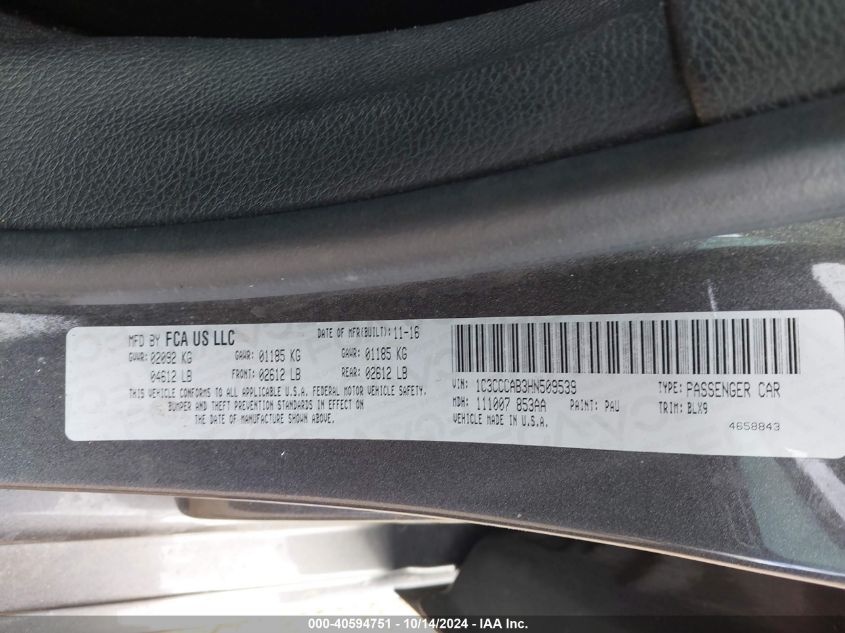 MFD BY FCA US LLC DATE OF MFR(BUILT): 11-16
GVWR: 02092 KG GAWR: 01185 KG GAWR: 01185 KG
04612 LB FRONT: 02612 LB REAR: 02612 LB
THIS VEHICLE CONFORMS TO ALL APPLICABLE U.S.A. FEDERAL MOTOR VEHICLE SAFETY,
BUMPER AND THEFT PREVENTION STANDARDS IN EFFECT ON
THE DATE OF MANUFACTURE SHOWN ABOVE.
VIN: 1C3CCCAB3HN509539 TYPE: PASSENGER CAR
MDH: 111007 853AA PAINT: PAU TRIM: BLX9
VEHICLE MADE IN U.S.A. 4658843
000-40594751 - 10/14/2024 - IAA Inc.